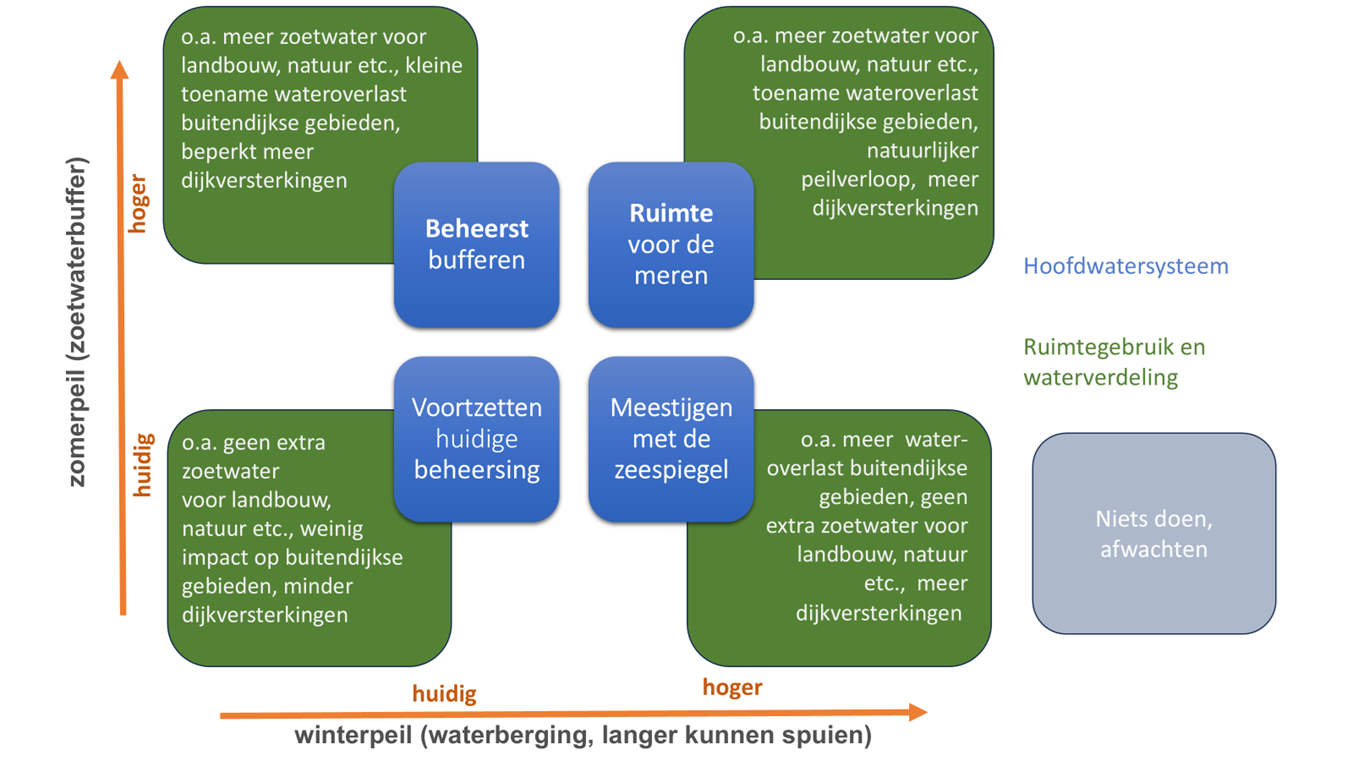 o.a. meer zoetwater voor
landbouw, natuur etc., kleine
toename wateroverlast
buitendijkse gebieden,
beperkt meer
dijkversterkingen
o.a. meer zoetwater voor
landbouw, natuur etc.,
toename wateroverlast
buitendijkse gebieden,
natuurlijker
peilverloop, meer
dijkversterkingen
zomerpeil (zoetwaterbuffer)
hoger
huidig
Beheerst
bufferen
Ruimte
voor de
meren
Hoofdwatersysteem
Ruimtegebruik en
waterverdeling
Voortzetten
huidige
beheersing
Meestijgen
met de
zeespiegel
o.a. geen extra
zoetwater
voor landbouw,
natuur etc., weinig
impact op buitendijkse
gebieden, minder
dijkversterkingen
o.a. meer water-
overlast buitendijkse
gebieden, geen
extra zoetwater voor
landbouw, natuur
etc., meer
dijkversterkingen
Niets doen,
afwachten
huidig
hoger
winterpeil (waterberging, langer kunnen spuien)